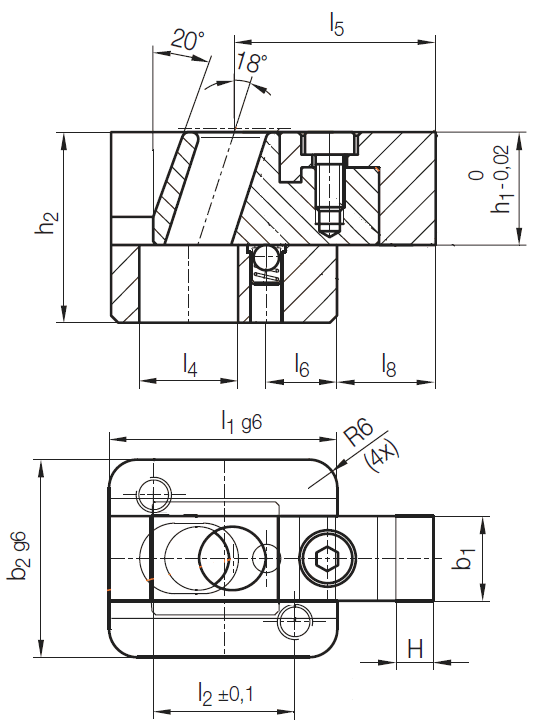 l5
20°
18°
h2
0
h1-0,02
l4
l6
l8
l1 g6
R6
(4x)
b2 g6
b1
H
l2 ±0,1